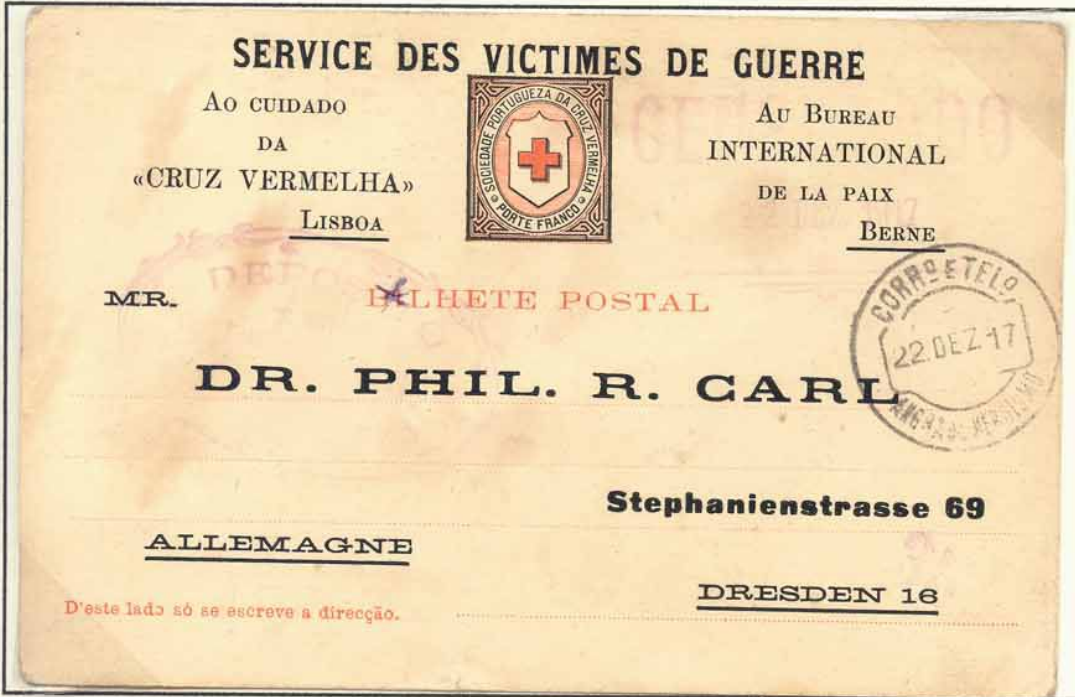 SERVICE DES VICTIMES DE GUERRE
AO CUIDADO
DA
«CRUZ VERMELHA»
LISBOA
SOCIEDADE PORTUGUEZA DA CRUZ VERMELHA
PORTE FRANCO
AU BUREAU
INTERNATIONAL
DE LA PAIX
BERNE
MR.
BILHETE POSTAL
CORRº E TELº
22.DEZ.17
DR. PHIL. R. CARL
Stephanienstrasse 69
ALLEMAGNE
DRESDEN 16
D'este lado só se escreve a direcção.